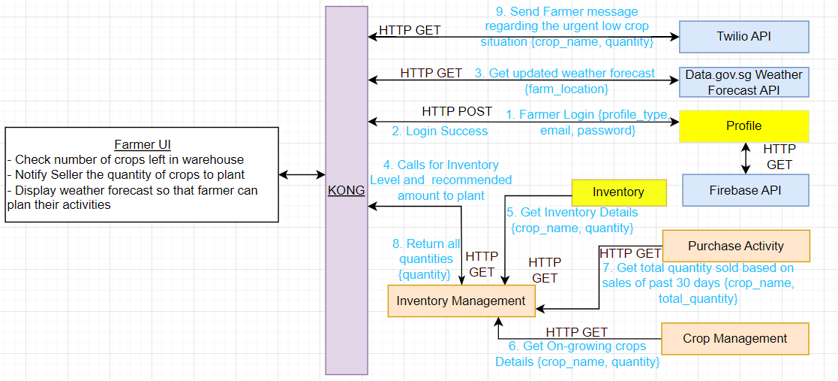 9. Send Farmer message
regarding the urgent low crop
situation {crop_name, quantity}
HTTP GET
Twilio API
HTTP GET
3. Get updated weather forecast
{farm_location}
Data.gov.sg Weather
Forecast API
HTTP POST
1. Farmer Login {profile_type,
email, password}
2. Login Success
Profile
HTTP
GET
Firebase API
Farmer UI
- Check number of crops left in warehouse
- Notify Seller the quantity of crops to plant
- Display weather forecast so that farmer can
plan their activities
KONG
4. Calls for Inventory
Level and recommended
amount to plant
Inventory
5. Get Inventory Details
{crop_name, quantity}
8. Return all
quantities
{quantity}
HTTP
GET
HTTP
GET
Purchase Activity
HTTP GET
7. Get total quantity sold based on
sales of past 30 days {crop_name,
total_quantity}
Inventory Management
HTTP GET
6. Get On-growing crops
Details {crop_name, quantity}
Crop Management